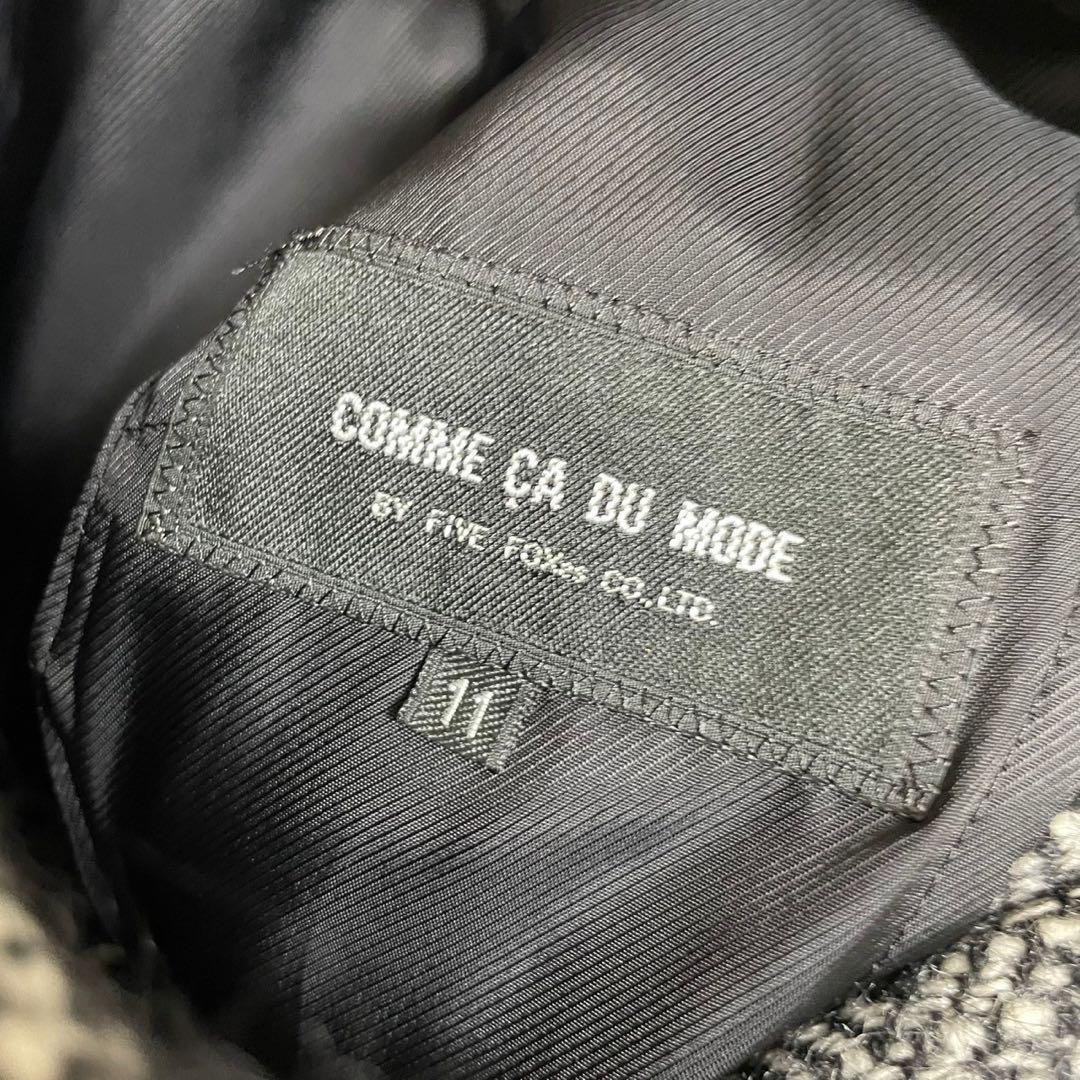 COMME ÇA DU MODE
BY FIVE FOXes CO.,LTD.
11